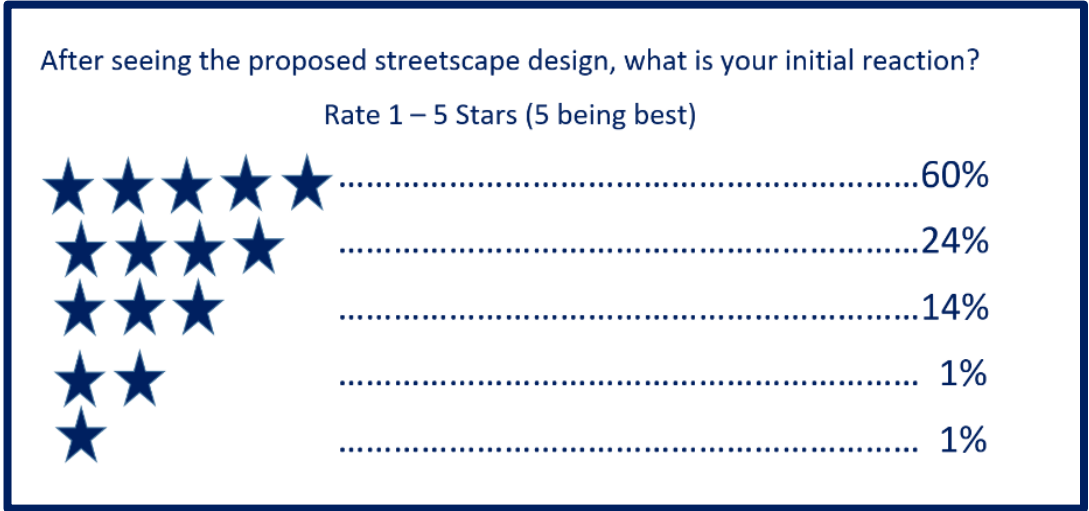 After seeing the proposed streetscape design, what is your initial reaction?
Rate 1 – 5 Stars (5 being best)
★★★★★...............................................................60%
★★★★ ...............................................................24%
★★★ ...............................................................14%
★★ ............................................................... 1%
★ ............................................................... 1%